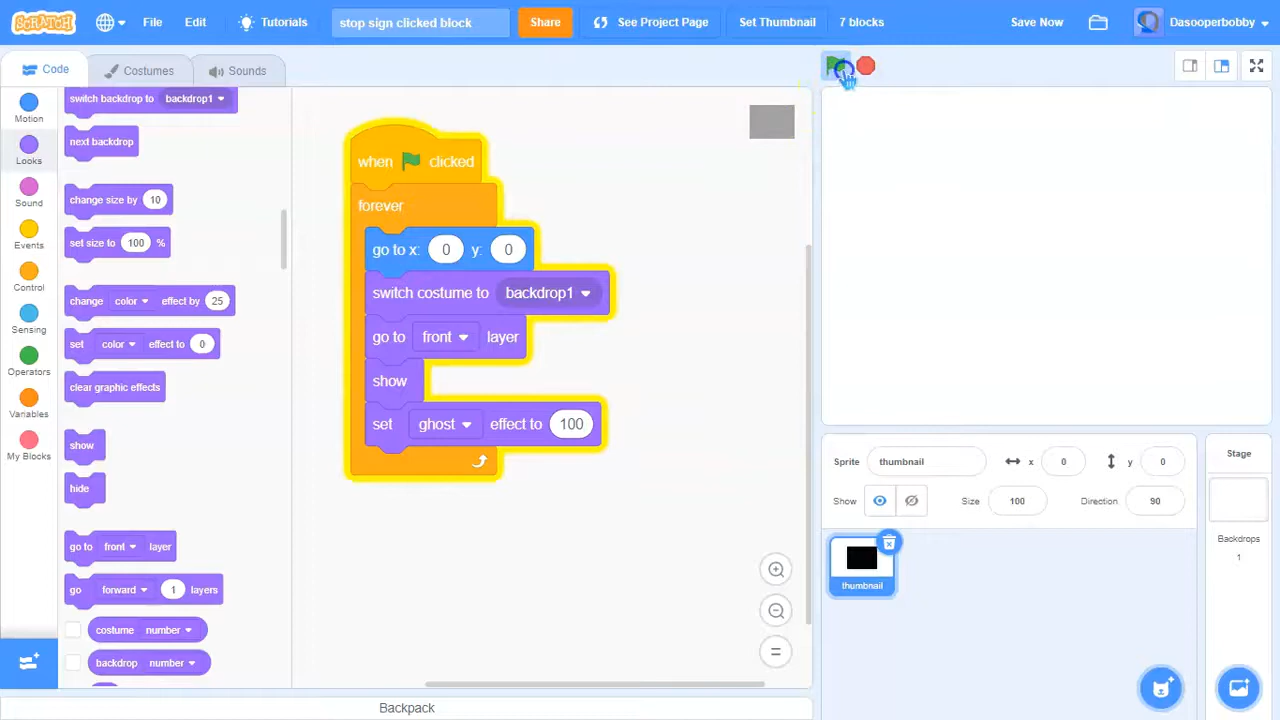 SCRATCH File Edit Tutorials stop sign clicked block Share See Project Page Set Thumbnail 7 blocks Save Now Dasooperbobby
Code Costumes Sounds
Motion
Looks
Sound
Events
Control
Sensing
Operators
Variables
My Blocks
switch backdrop to backdrop1
next backdrop
change size by 10
set size to 100 %
change color effect by 25
set color effect to 0
clear graphic effects
show
hide
go to front layer
go forward 1 layers
costume number
backdrop number
when clicked
forever
go to x: 0 y: 0
switch costume to backdrop1
go to front layer
show
set ghost effect to 100
Sprite thumbnail x 0 y 0
Show Size 100 Direction 90
thumbnail
Stage
Backdrops
1
Backpack